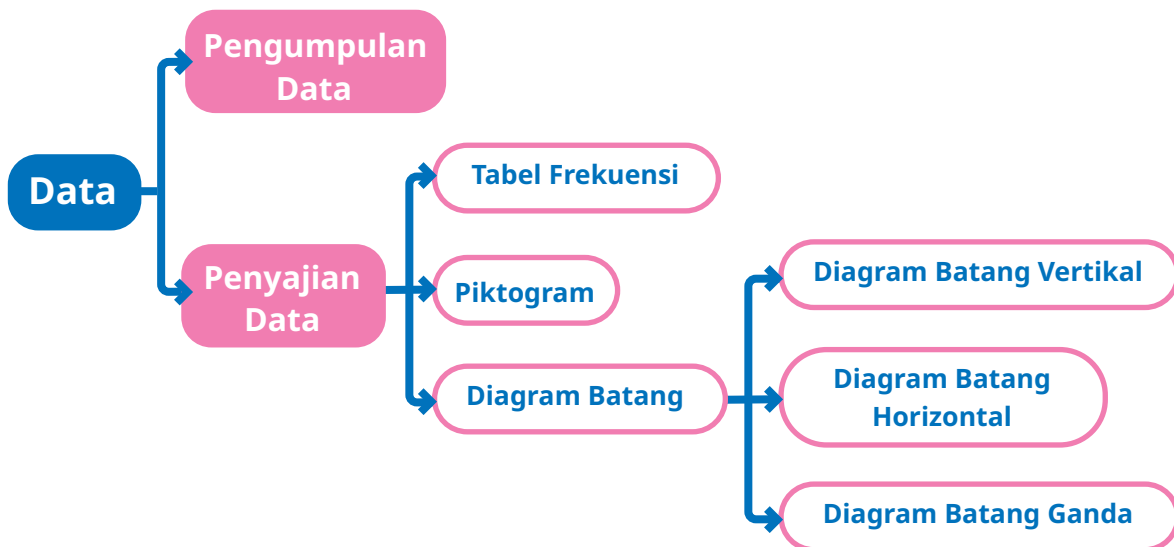 Pengumpulan
Data
Data
Tabel Frekuensi
Penyajian
Data
Piktogram
Diagram Batang
Diagram Batang Vertikal
Diagram Batang
Horizontal
Diagram Batang Ganda